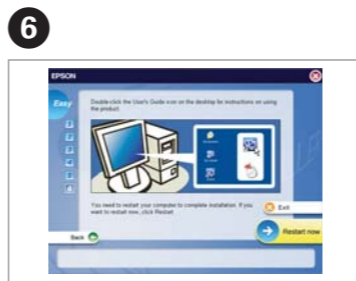 6
EPSON
Easy
Double-click the User's Guide icon on the desktop for instructions on using
the product.
You need to restart your computer to complete installation. If you
want to restart now, click Restart
Exit
Back
Restart now